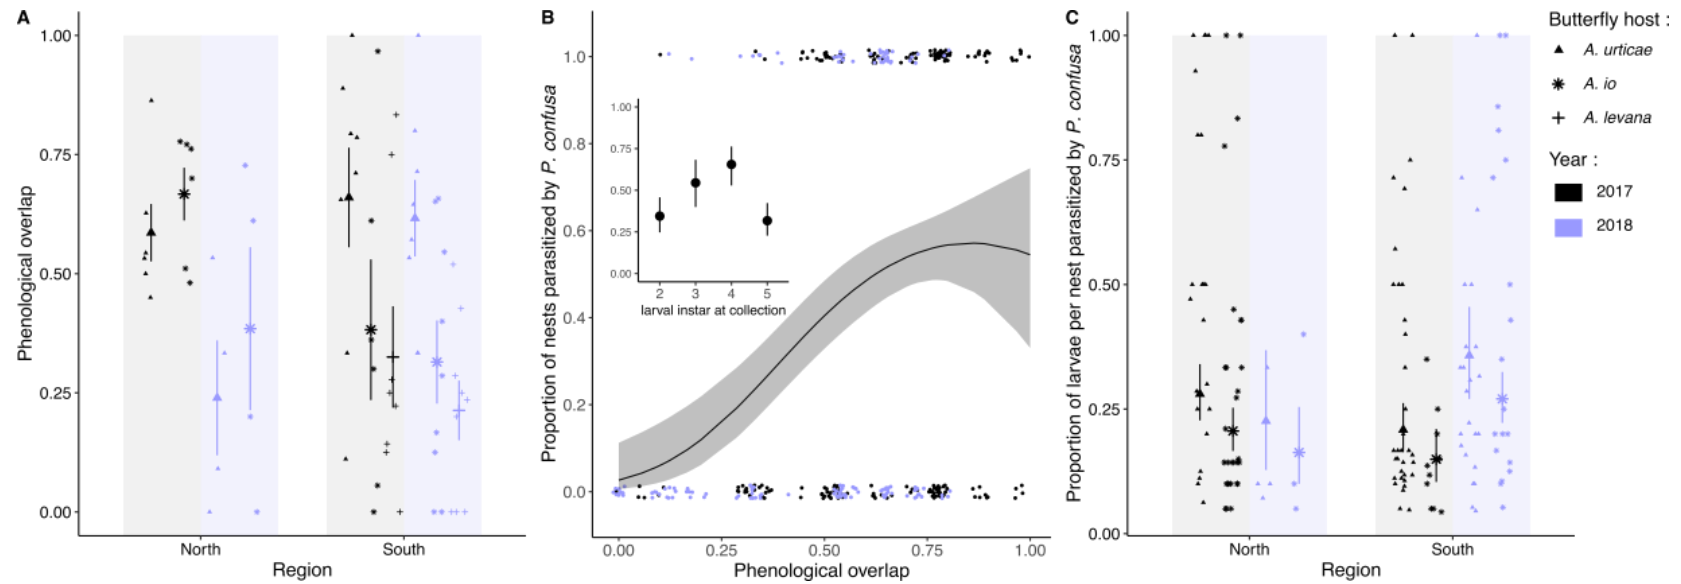 A
1.00
0.75
0.50
0.25
0.00
Phenological overlap
North
South
Region
B
1.0
0.8
0.6
0.4
0.2
0.0
Proportion of nests parasitized by P. confusa
1.00
0.75
0.50
0.25
0.00
2
3
4
5
larval instar at collection
0.00
0.25
0.50
0.75
1.00
Phenological overlap
C
1.00
0.75
0.50
0.25
0.00
Proportion of larvae per nest parasitized by P. confusa
North
South
Region
Butterfly host :
A. urticae
A. io
A. levana
Year :
2017
2018